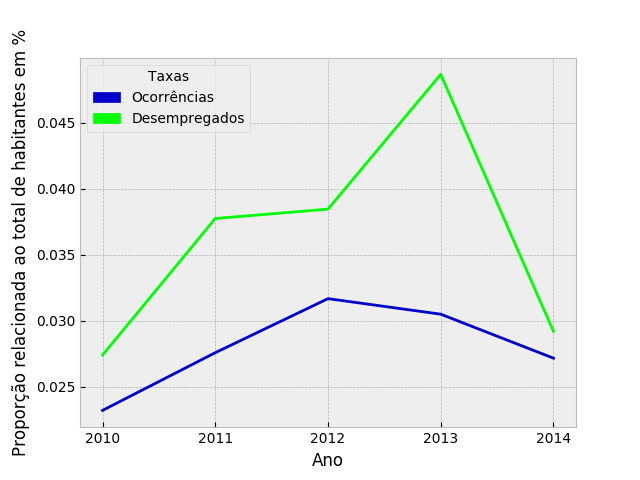 Proporção relacionada ao total de habitantes em %
Taxas
Ocorrências
Desempregados
0.045
0.040
0.035
0.030
0.025
2010 2011 2012 2013 2014
Ano